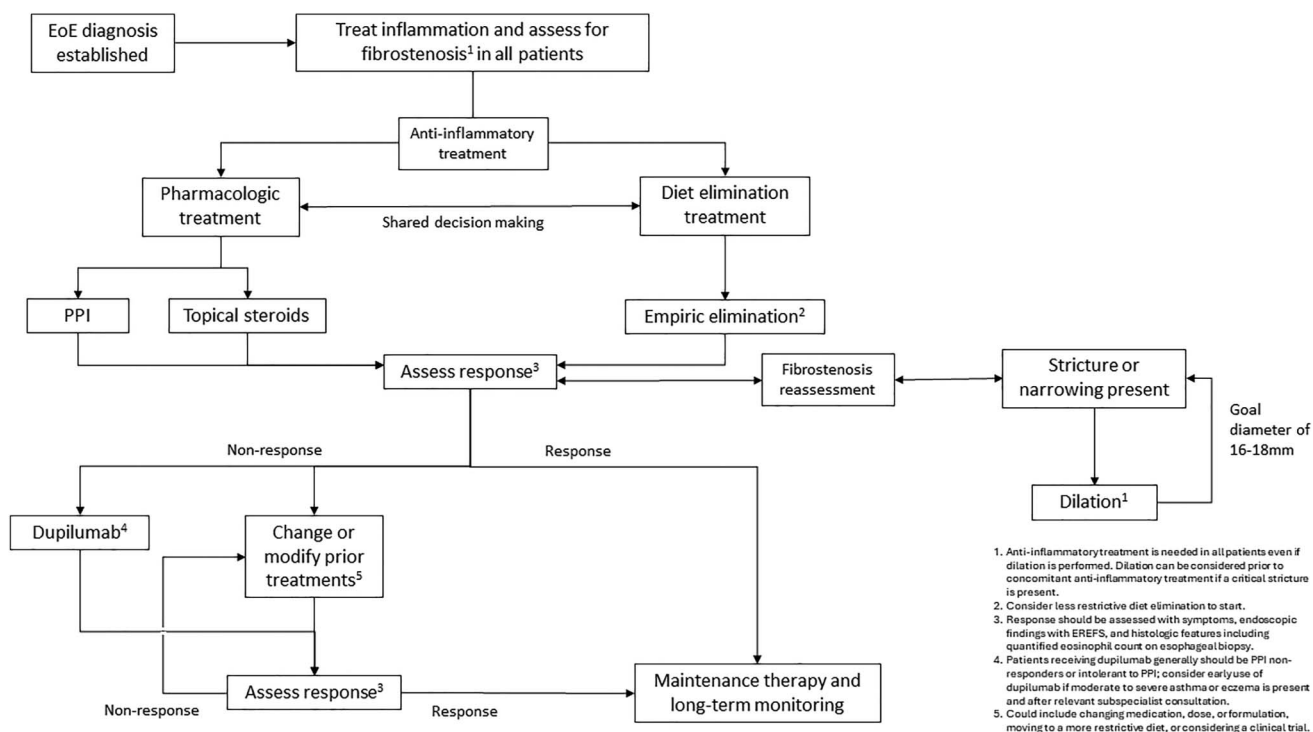 EoE diagnosis
established
Treat inflammation and assess for
fibrostenosis¹ in all patients
Anti-inflammatory
treatment
Pharmacologic
treatment
Shared decision making
Diet elimination
treatment
PPI
Topical steroids
Empiric elimination²
Assess response³
Fibrostenosis
reassessment
Stricture or
narrowing present
Goal
diameter of
16-18mm
Dilation¹
Non-response
Response
Dupilumab⁴
Change or
modify prior
treatments⁵
Assess response³
Non-response
Response
Maintenance therapy and
long-term monitoring
1. Anti-inflammatory treatment is needed in all patients even if
dilation is performed. Dilation can be considered prior to
concomitant anti-inflammatory treatment if a critical stricture
is present.
2. Consider less restrictive diet elimination to start.
3. Response should be assessed with symptoms, endoscopic
findings with EREFS, and histologic features including
quantified eosinophil count on esophageal biopsy.
4. Patients receiving dupilumab generally should be PPI non-
responders or intolerant to PPI; consider early use of
dupilumab if moderate to severe asthma or eczema is present
and after relevant subspecialist consultation.
5. Could include changing medication, dose, or formulation,
moving to a more restrictive diet, or considering a clinical trial.